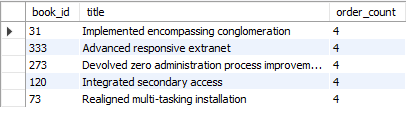 book_id title order_count
31 Implemented encompassing conglomeration 4
333 Advanced responsive extranet 4
273 Devolved zero administration process improvem... 4
120 Integrated secondary access 4
73 Realigned multi-tasking installation 4